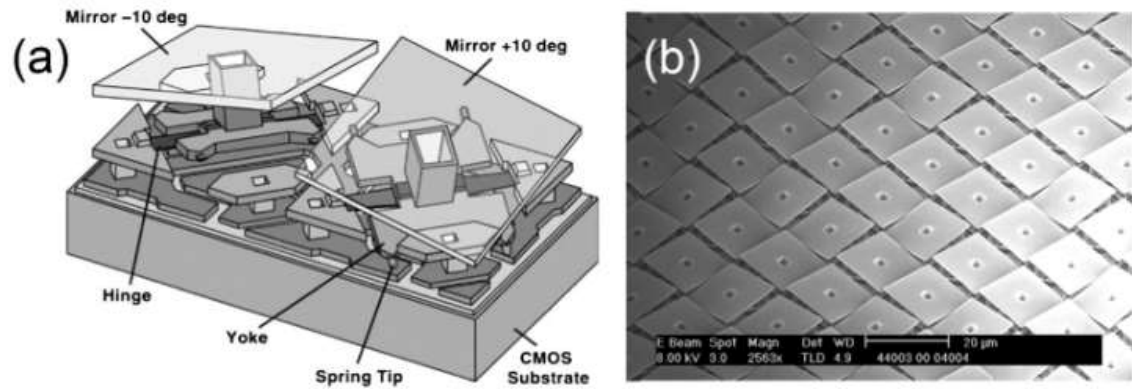 (a)
Mirror –10 deg
Mirror +10 deg
Hinge
Yoke
Spring Tip
CMOS
Substrate
(b)
E Beam Spot Magn Det WD 20 µm
8.00 kV 3.0 2563x TLD 4.9 44003 00 04004